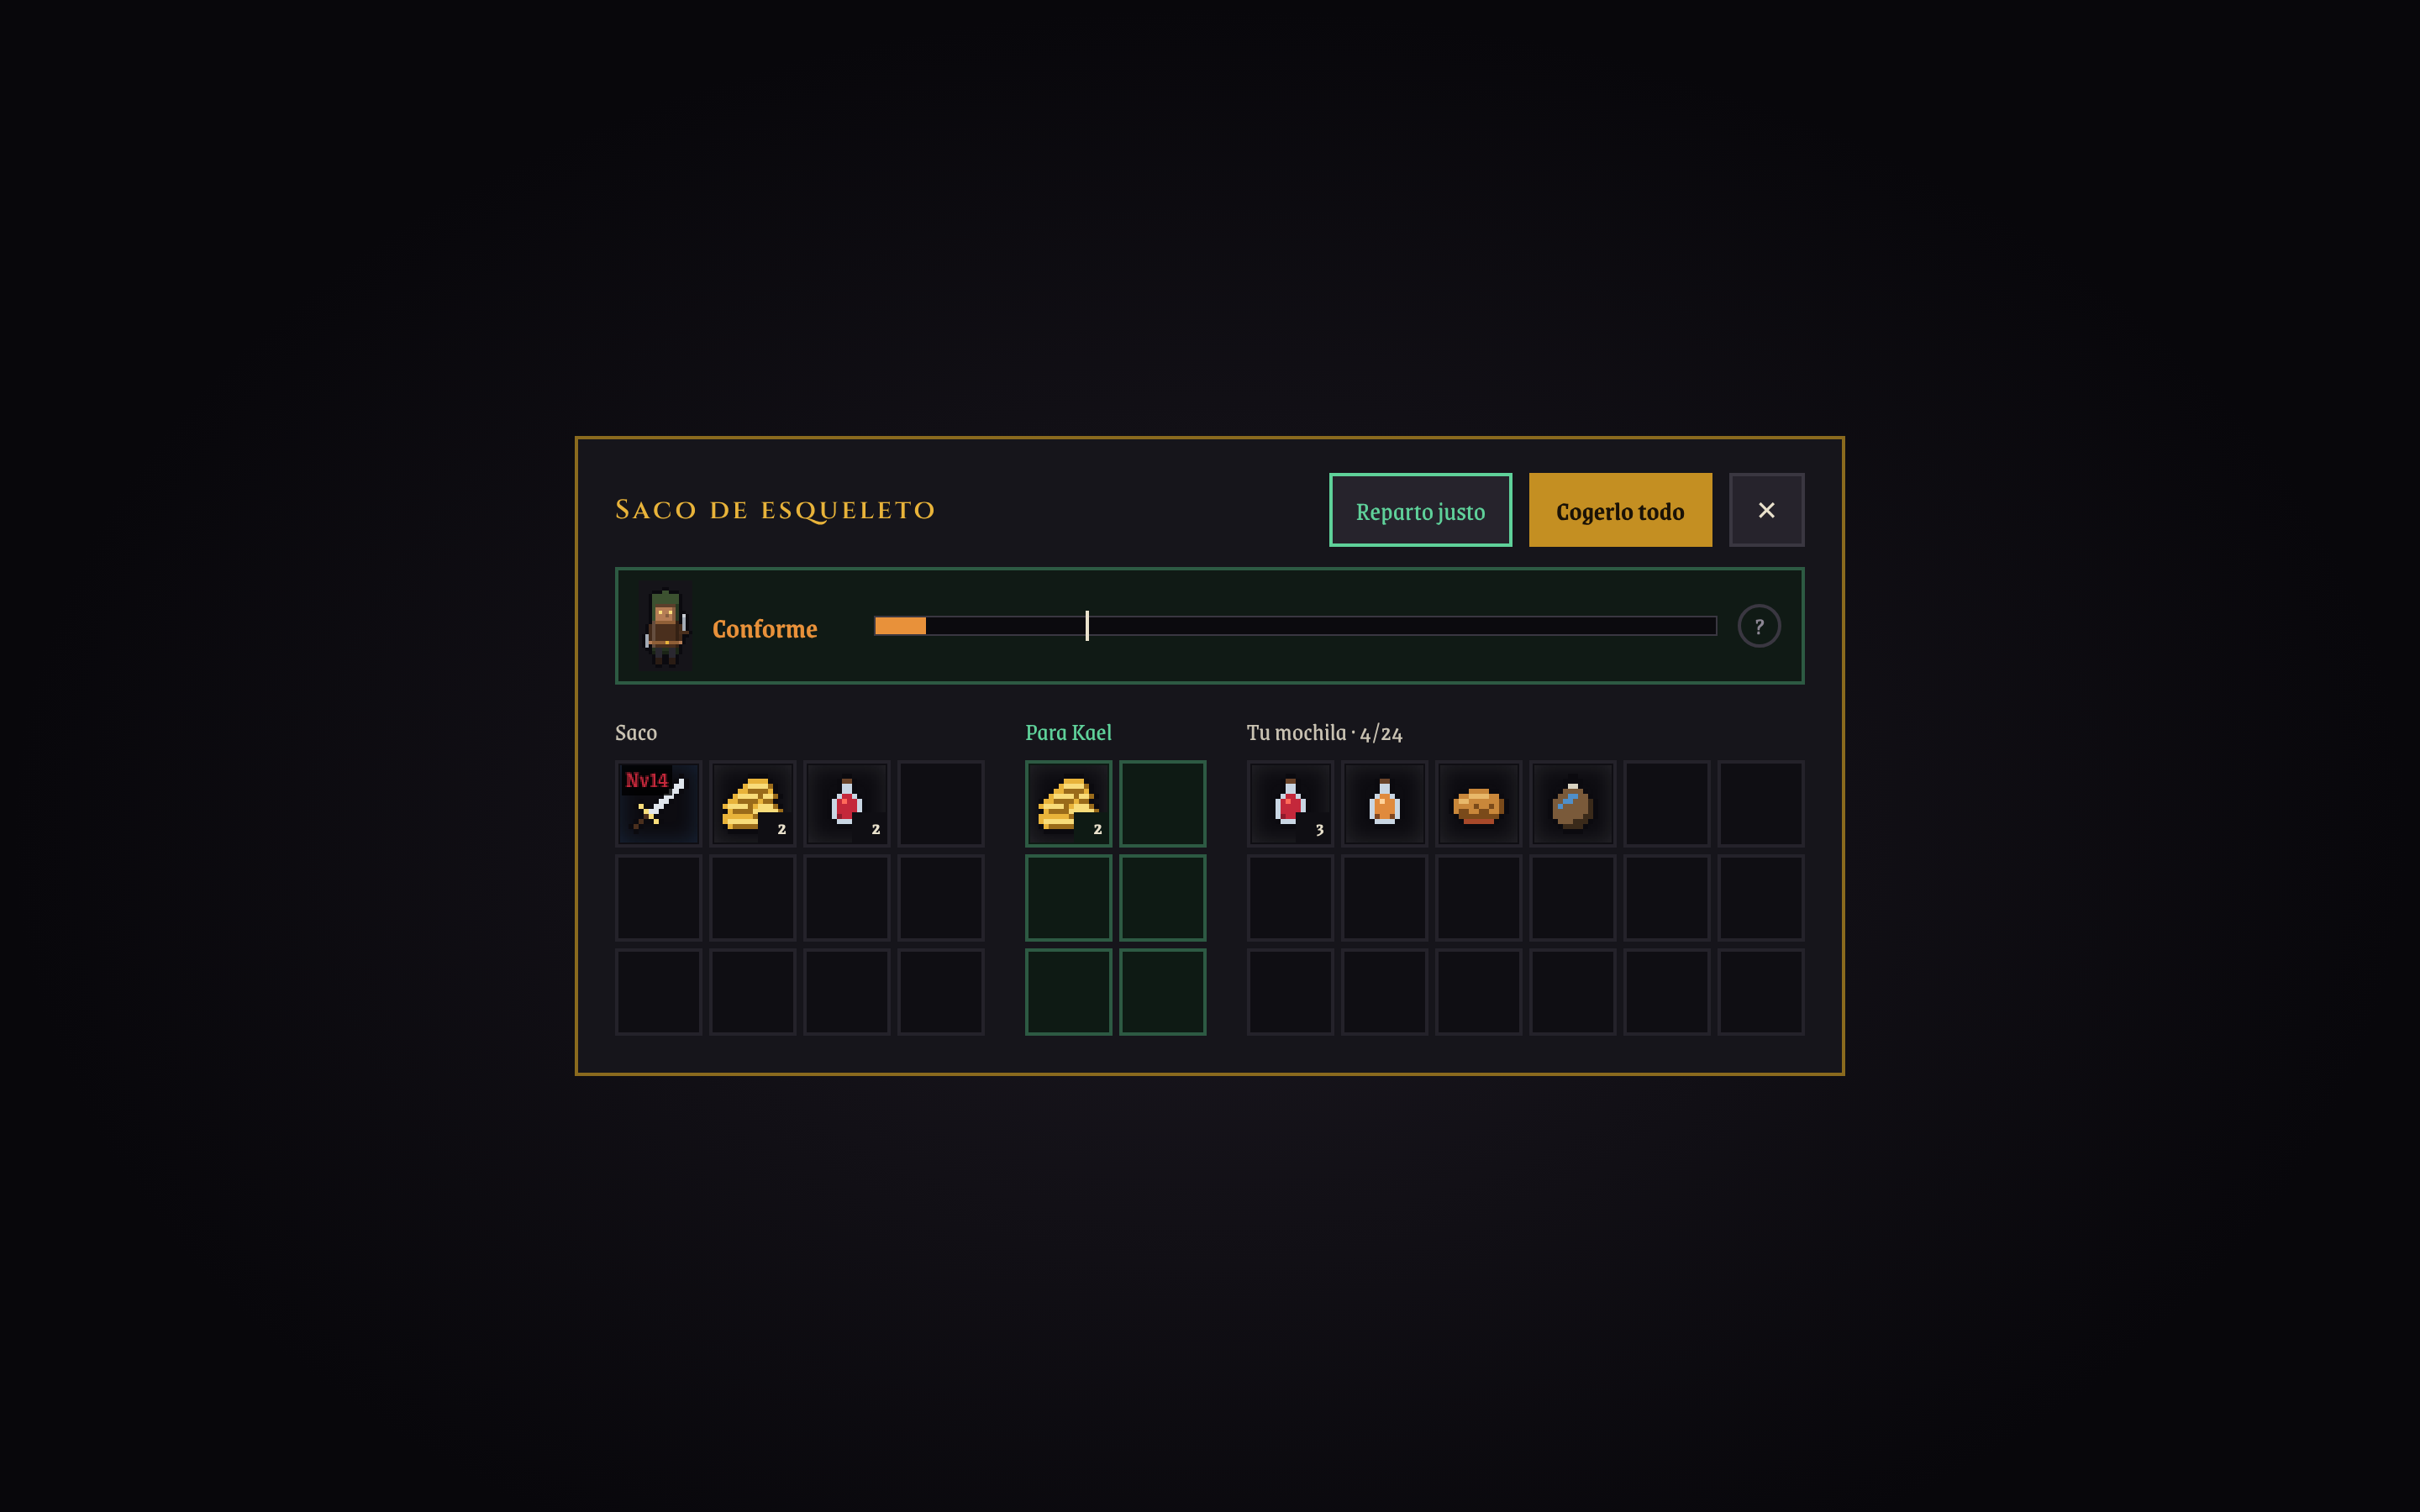 Saco de esqueleto
Reparto justo
Cogerlo todo
×
Conforme
?
Saco
Para Kael
Tu mochila · 4/24
Nv14
2
2
2
3